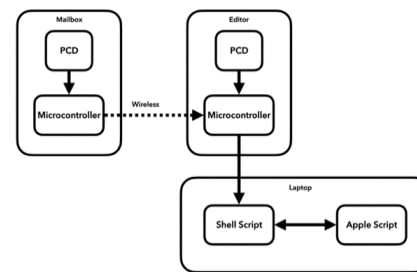 Mailbox
Editor
PCD
PCD
Microcontroller
Wireless
Microcontroller
Laptop
Shell Script
Apple Script